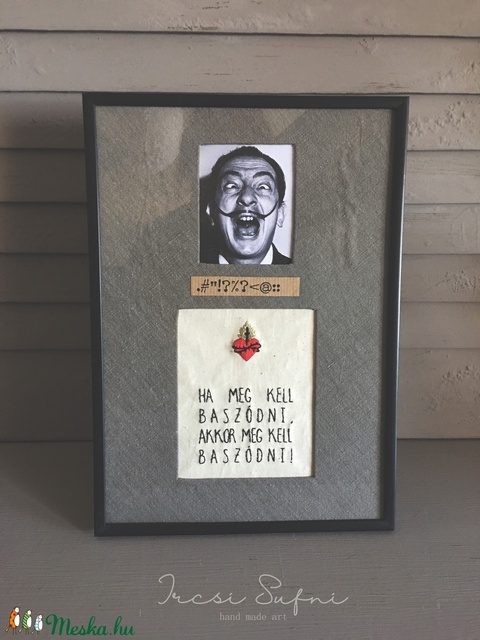 .#"!?%?<@::
HA MEG KELL
BASZÓDNI,
AKKOR MEG KELL
BASZÓDNI!
Ircsi Sufni
hand made art
Meska.hu